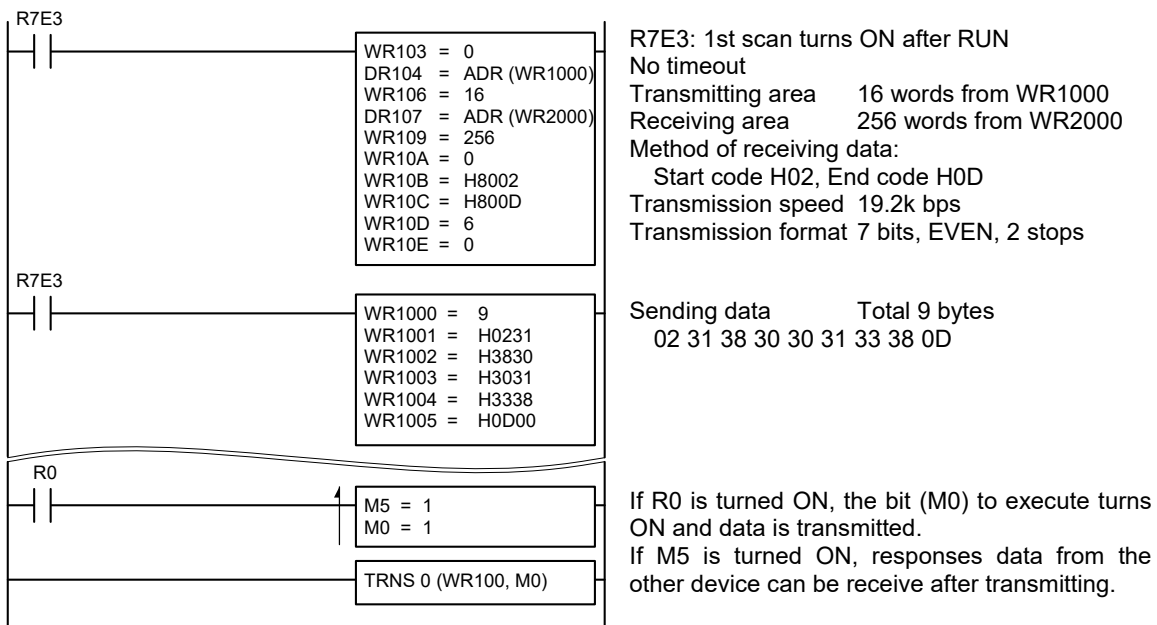 R7E3
WR103 = 0
DR104 = ADR (WR1000)
WR106 = 16
DR107 = ADR (WR2000)
WR109 = 256
WR10A = 0
WR10B = H8002
WR10C = H800D
WR10D = 6
WR10E = 0
R7E3: 1st scan turns ON after RUN
No timeout
Transmitting area 16 words from WR1000
Receiving area 256 words from WR2000
Method of receiving data:
Start code H02, End code H0D
Transmission speed 19.2k bps
Transmission format 7 bits, EVEN, 2 stops
R7E3
WR1000 = 9
WR1001 = H0231
WR1002 = H3830
WR1003 = H3031
WR1004 = H3338
WR1005 = H0D00
Sending data Total 9 bytes
02 31 38 30 30 31 33 38 0D
R0
M5 = 1
M0 = 1
If R0 is turned ON, the bit (M0) to execute turns
ON and data is transmitted.
If M5 is turned ON, responses data from the
other device can be receive after transmitting.
TRNS 0 (WR100, M0)